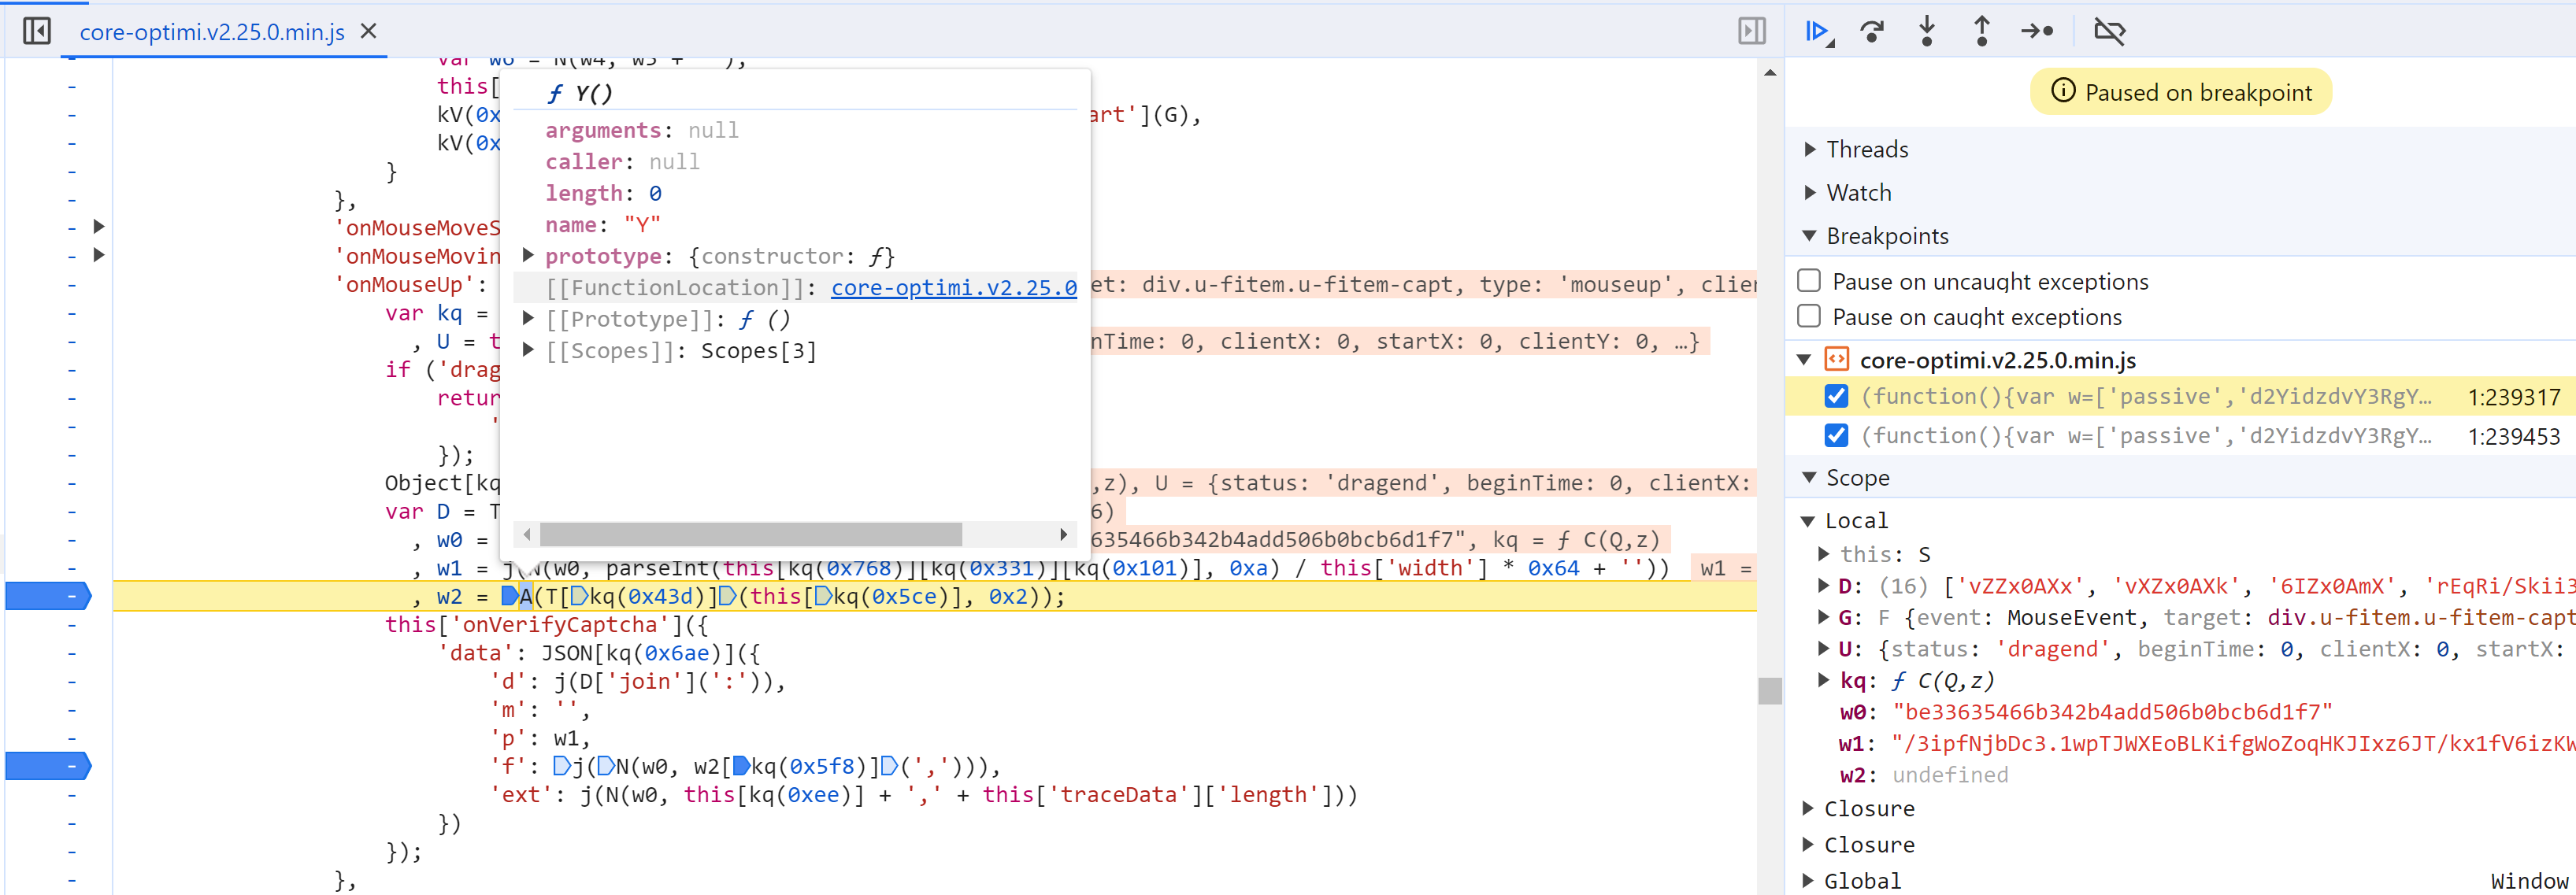 core-optimi.v2.25.0.min.js
this[
kV(0x
art'](G),
kV(0x
}
},
'onMouseMoveS
'onMouseMovin
'onMouseUp':
et: div.u-fitem.u-fitem-capt, type: 'mouseup', clie
var kq =
, U = t
nTime: 0, clientX: 0, startX: 0, clientY: 0, …}
if ('drag
retur
'
});
Object[kq
,z), U = {status: 'dragend', beginTime: 0, clientX:
var D = T
6)
, w0 =
635466b342b4add506b0bcb6d1f7", kq = ƒ C(Q,z)
, w1 = j(N(w0, parseInt(this[kq(0x768)][kq(0x331)][kq(0x101)], 0xa) / this['width'] * 0x64 + '')) w1 =
, w2 = A(T[kq(0x43d)](this[kq(0x5ce)], 0x2));
this['onVerifyCaptcha']({
'data': JSON[kq(0x6ae)]({
'd': j(D['join'](':')),
'm': '',
'p': w1,
'f': j(N(w0, w2[kq(0x5f8)](','))),
'ext': j(N(w0, this[kq(0xee)] + ',' + this['traceData']['length']))
})
});
},
ƒ Y()
arguments: null
caller: null
length: 0
name: "Y"
prototype: {constructor: ƒ}
[[FunctionLocation]]: core-optimi.v2.25.0
[[Prototype]]: ƒ ()
[[Scopes]]: Scopes[3]
Paused on breakpoint
Threads
Watch
Breakpoints
Pause on uncaught exceptions
Pause on caught exceptions
core-optimi.v2.25.0.min.js
(function(){var w=['passive','d2YidzdvY3RgY… 1:239317
(function(){var w=['passive','d2YidzdvY3RgY… 1:239453
Scope
Local
this: S
D: (16) ['vZZx0AXx', 'vXZx0AXk', '6IZx0AmX', 'rEqRi/Skii3
G: F {event: MouseEvent, target: div.u-fitem.u-fitem-capt
U: {status: 'dragend', beginTime: 0, clientX: 0, startX:
kq: ƒ C(Q,z)
w0: "be33635466b342b4add506b0bcb6d1f7"
w1: "/3ipfNjbDc3.1wpTJWXEoBLKifgWoZoqHKJIxz6JT/kx1fV6izKW
w2: undefined
Closure
Closure
Global Window